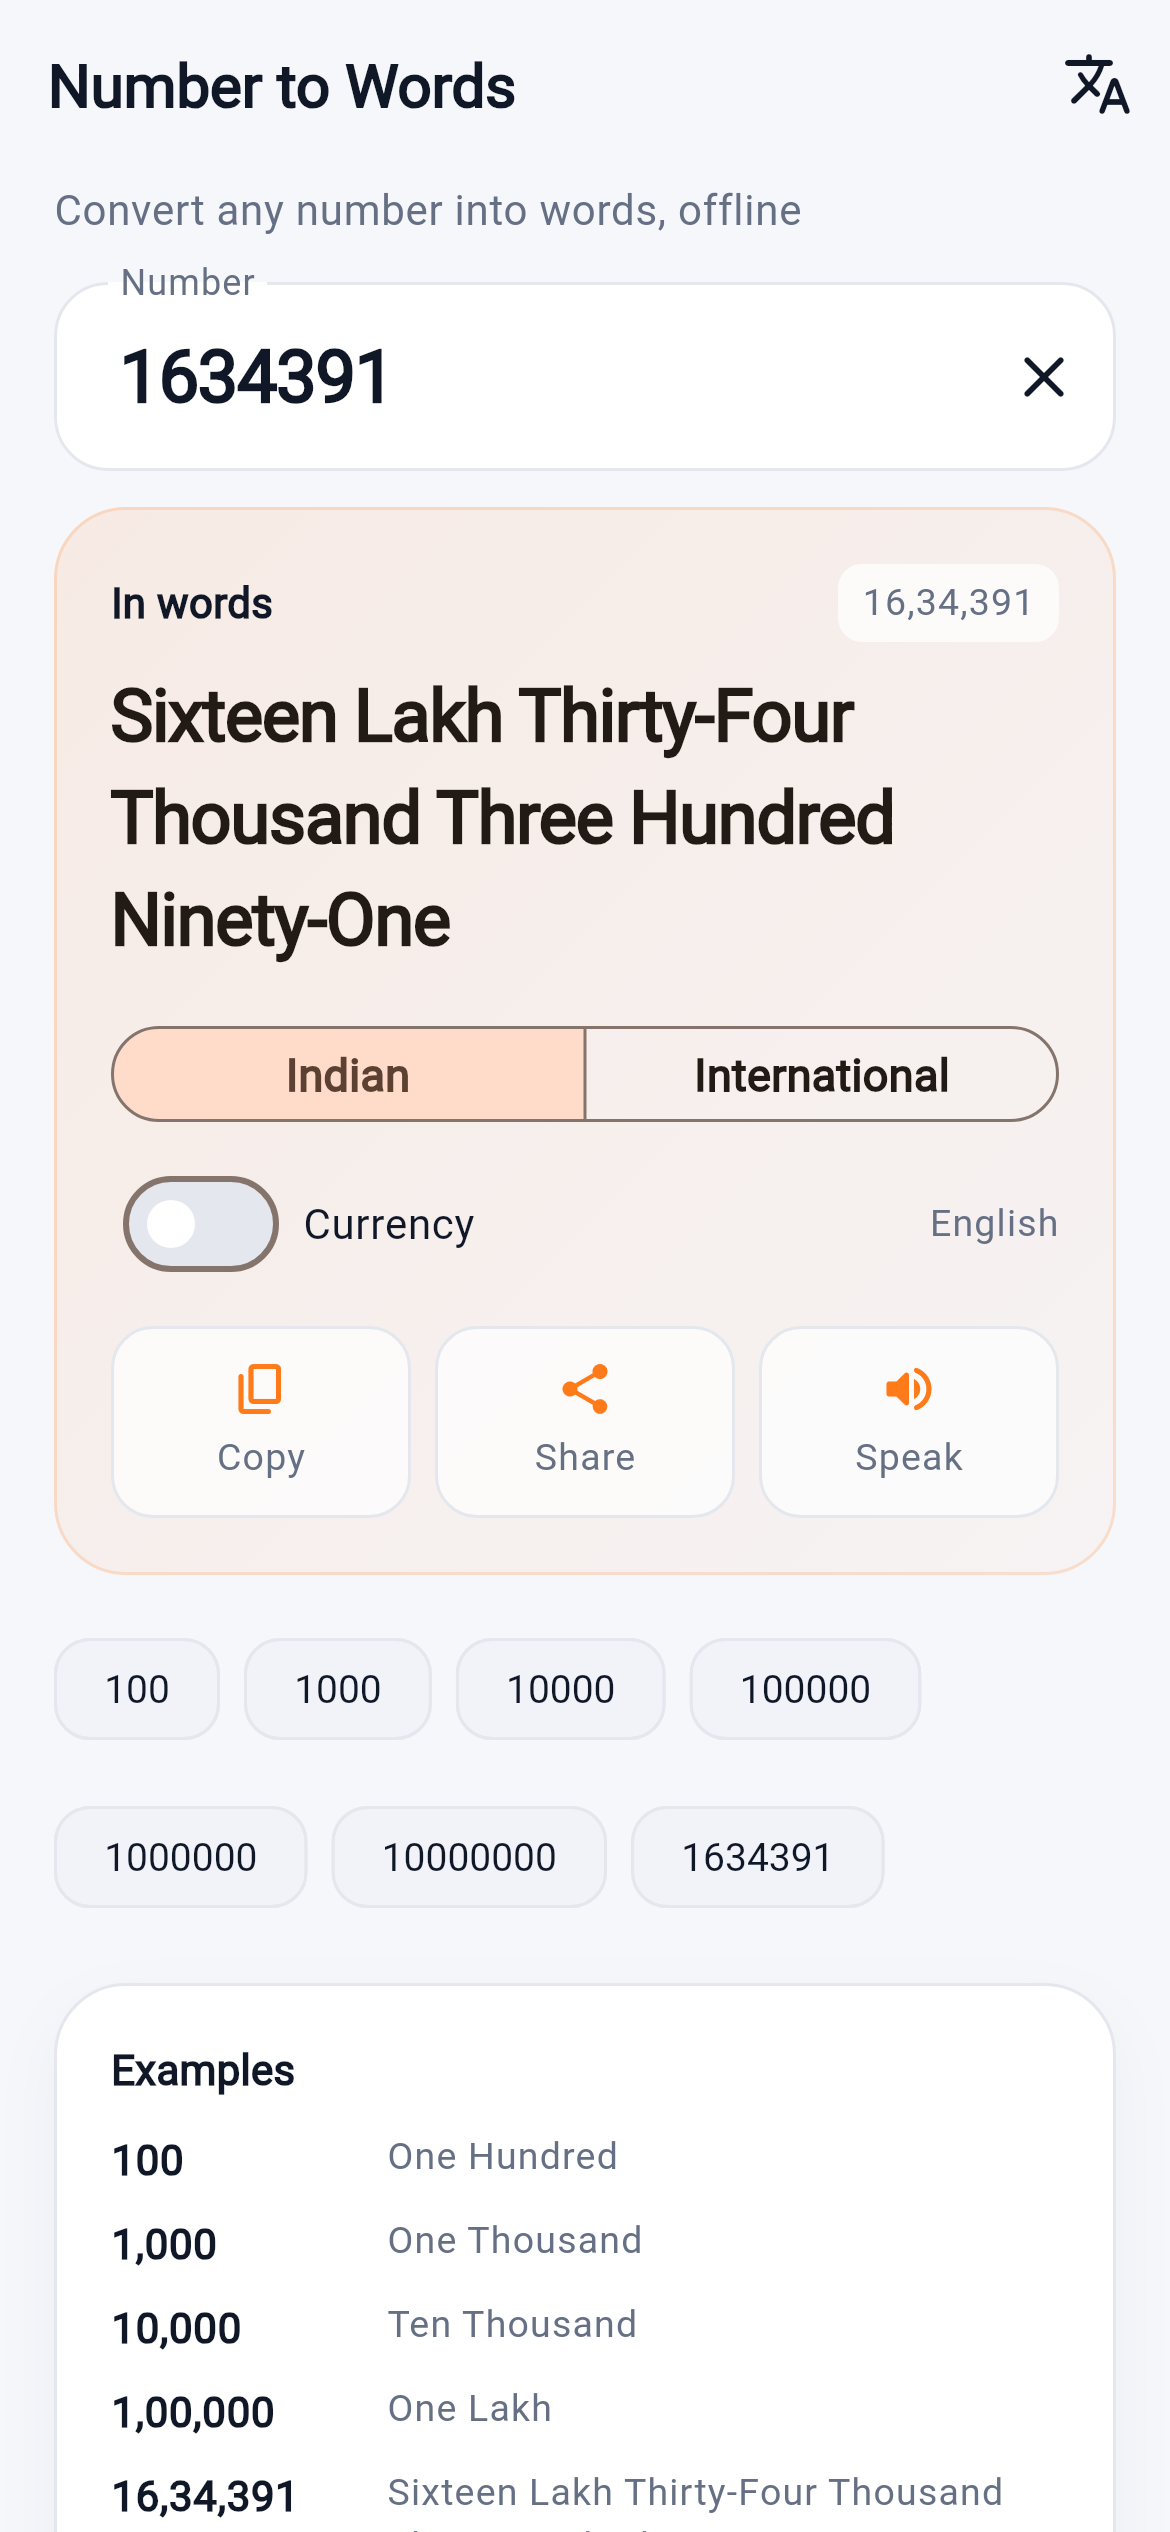 Number to Words
Convert any number into words, offline
Number
1634391
In words
16,34,391
Sixteen Lakh Thirty-Four
Thousand Three Hundred
Ninety-One
Indian
International
Currency
English
Copy
Share
Speak
100
1000
10000
100000
1000000
10000000
1634391
Examples
100
One Hundred
1,000
One Thousand
10,000
Ten Thousand
1,00,000
One Lakh
16,34,391
Sixteen Lakh Thirty-Four Thousand